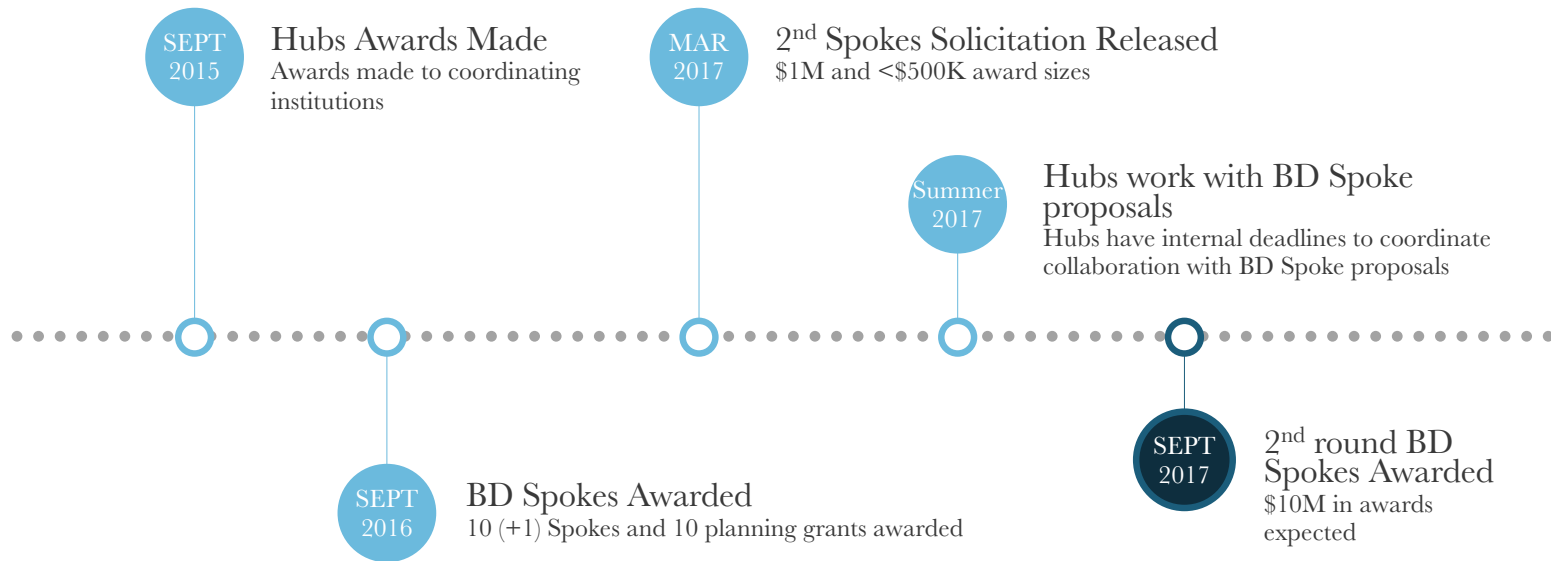 SEPT
2015
Hubs Awards Made
Awards made to coordinating
institutions
MAR
2017
2nd Spokes Solicitation Released
$1M and <$500K award sizes
Summer
2017
Hubs work with BD Spoke
proposals
Hubs have internal deadlines to coordinate
collaboration with BD Spoke proposals
SEPT
2016
BD Spokes Awarded
10 (+1) Spokes and 10 planning grants awarded
SEPT
2017
2nd round BD
Spokes Awarded
$10M in awards
expected